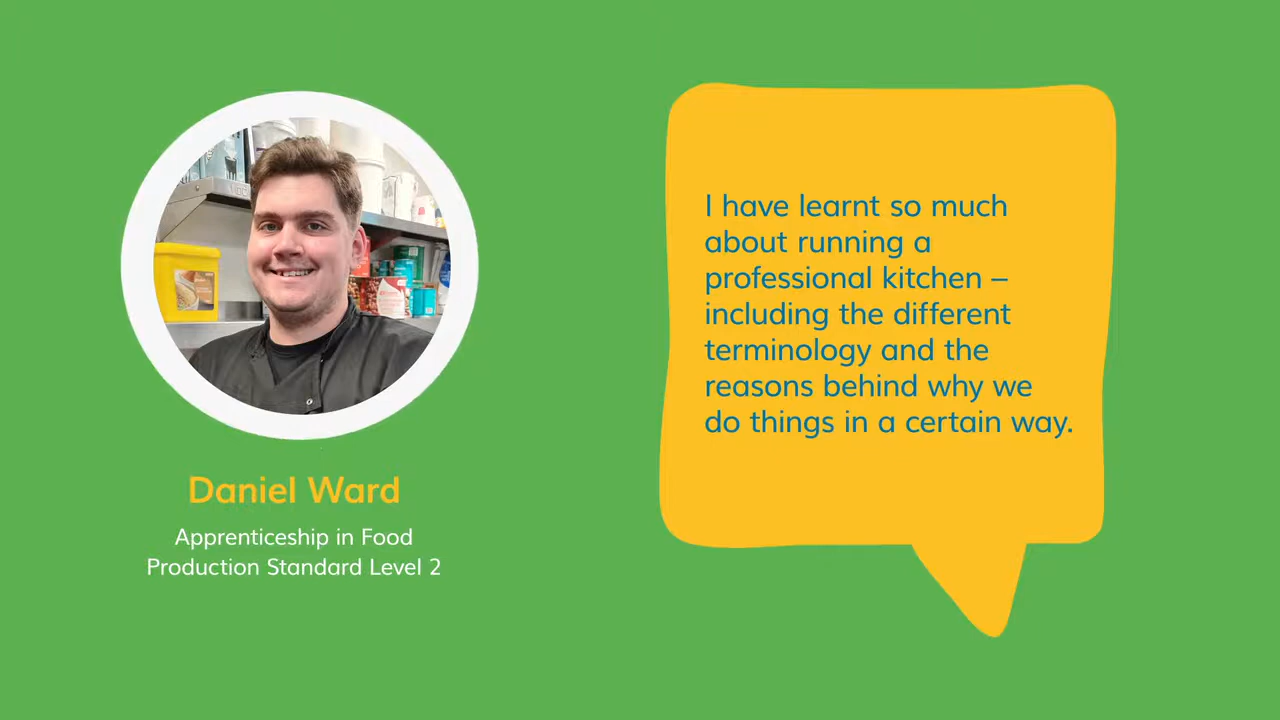 Daniel Ward
Apprenticeship in Food
Production Standard Level 2
I have learnt so much
about running a
professional kitchen –
including the different
terminology and the
reasons behind why we
do things in a certain way.